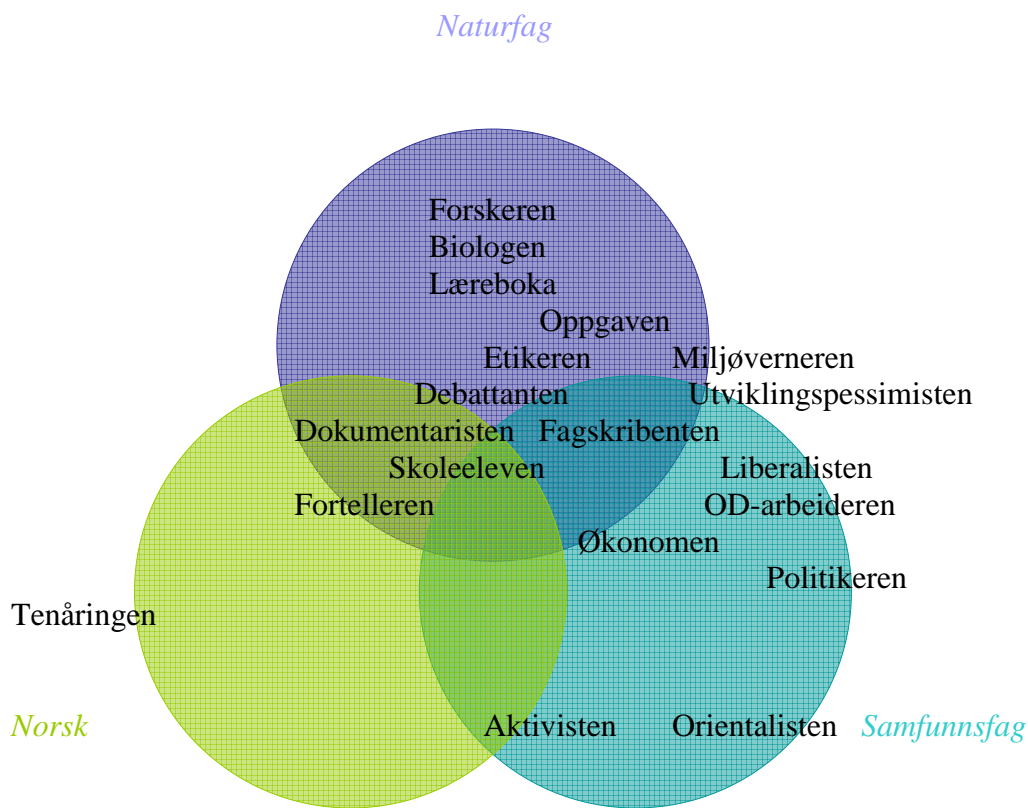 Naturfag
Forskeren
Biologen
Læreboka
Oppgaven
Etikeren Miljøverneren
Debattanten Utviklingspessimisten
Dokumentaristen Fagskribenten
Skoleeleven Liberalisten
Fortelleren OD-arbeideren
Økonomen
Politikeren
Tenåringen
Norsk Aktivisten Orientalisten Samfunnsfag